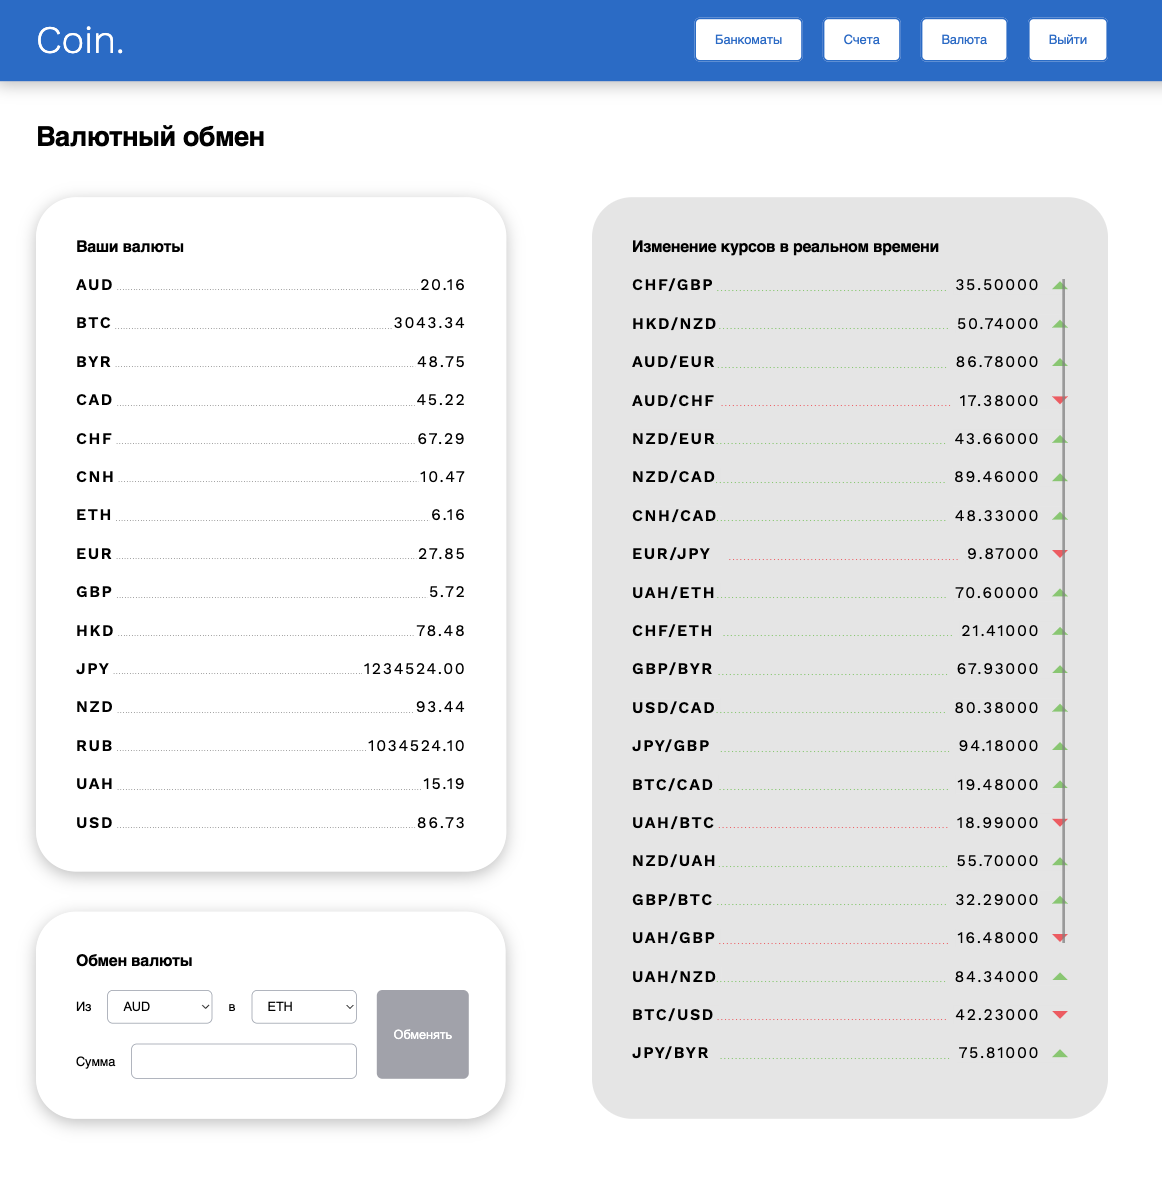 Coin.
Банкоматы
Счета
Валюта
Выйти
Валютный обмен
Ваши валюты
AUD 20.16
BTC 3043.34
BYR 48.75
CAD 45.22
CHF 67.29
CNH 10.47
ETH 6.16
EUR 27.85
GBP 5.72
HKD 78.48
JPY 1234524.00
NZD 93.44
RUB 1034524.10
UAH 15.19
USD 86.73
Обмен валюты
Из AUD в ETH
Обменять
Сумма
Изменение курсов в реальном времени
CHF/GBP 35.50000
HKD/NZD 50.74000
AUD/EUR 86.78000
AUD/CHF 17.38000
NZD/EUR 43.66000
NZD/CAD 89.46000
CNH/CAD 48.33000
EUR/JPY 9.87000
UAH/ETH 70.60000
CHF/ETH 21.41000
GBP/BYR 67.93000
USD/CAD 80.38000
JPY/GBP 94.18000
BTC/CAD 19.48000
UAH/BTC 18.99000
NZD/UAH 55.70000
GBP/BTC 32.29000
UAH/GBP 16.48000
UAH/NZD 84.34000
BTC/USD 42.23000
JPY/BYR 75.81000